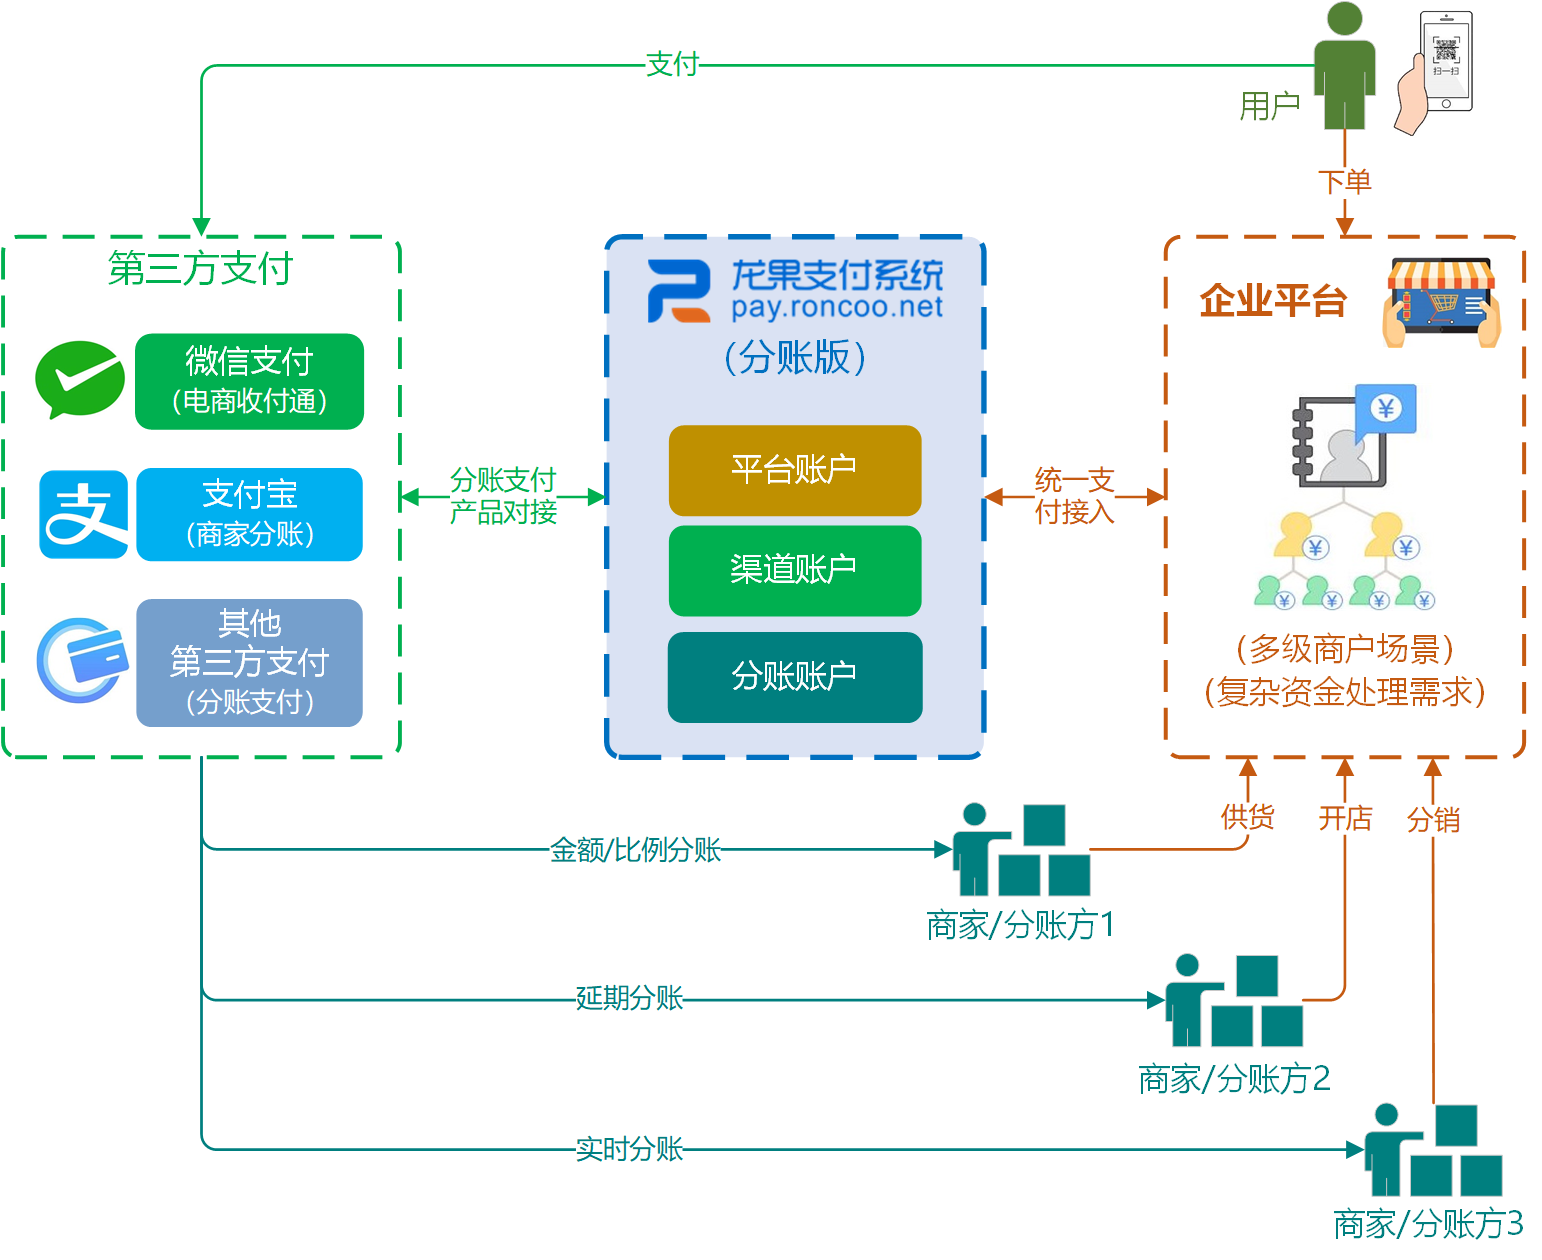 支付
用户
扫一扫
下单
第三方支付
微信支付
（电商收付通）
支付宝
（商家分账）
其他
第三方支付
（分账支付）
分账支付
产品对接
龙果支付系统
pay.roncoo.net
（分账版）
平台账户
渠道账户
分账账户
统一支
付接入
企业平台
（多级商户场景）
（复杂资金处理需求）
供货
开店
分销
金额/比例分账
商家/分账方1
延期分账
商家/分账方2
实时分账
商家/分账方3